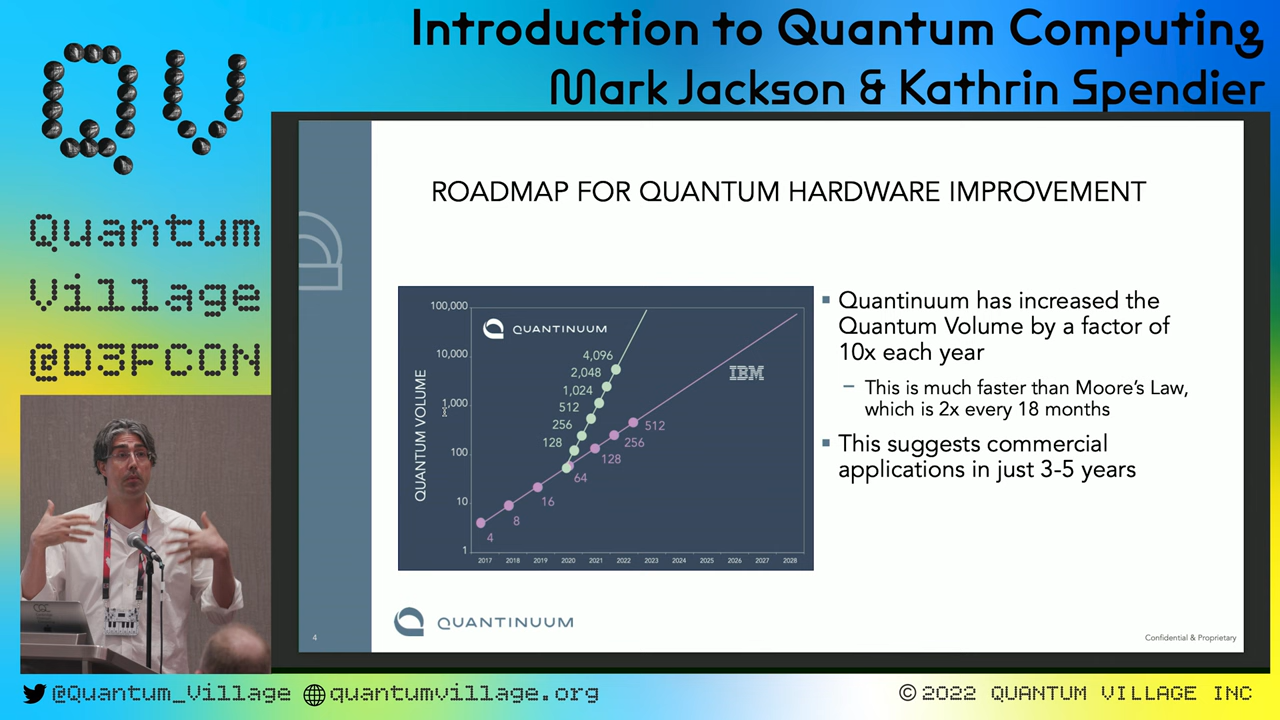 Introduction to Quantum Computing
Mark Jackson & Kathrin Spendier
QV
Quantum
Village
@D3FCON
ROADMAP FOR QUANTUM HARDWARE IMPROVEMENT
QUANTUM VOLUME
100,000
10,000
1,000
100
10
1
QUANTINUUM
4,096
2,048
1,024
512
256
128
IBM
512
256
128
64
16
8
4
2017 2018 2019 2020 2021 2022 2023 2024 2025 2026 2027 2028
Quantinuum has increased the
Quantum Volume by a factor of
10x each year
– This is much faster than Moore's Law,
which is 2x every 18 months
This suggests commercial
applications in just 3-5 years
4
QUANTINUUM
Confidential & Proprietary
@Quantum_Village quantumvillage.org
© 2022 QUANTUM VILLAGE INC